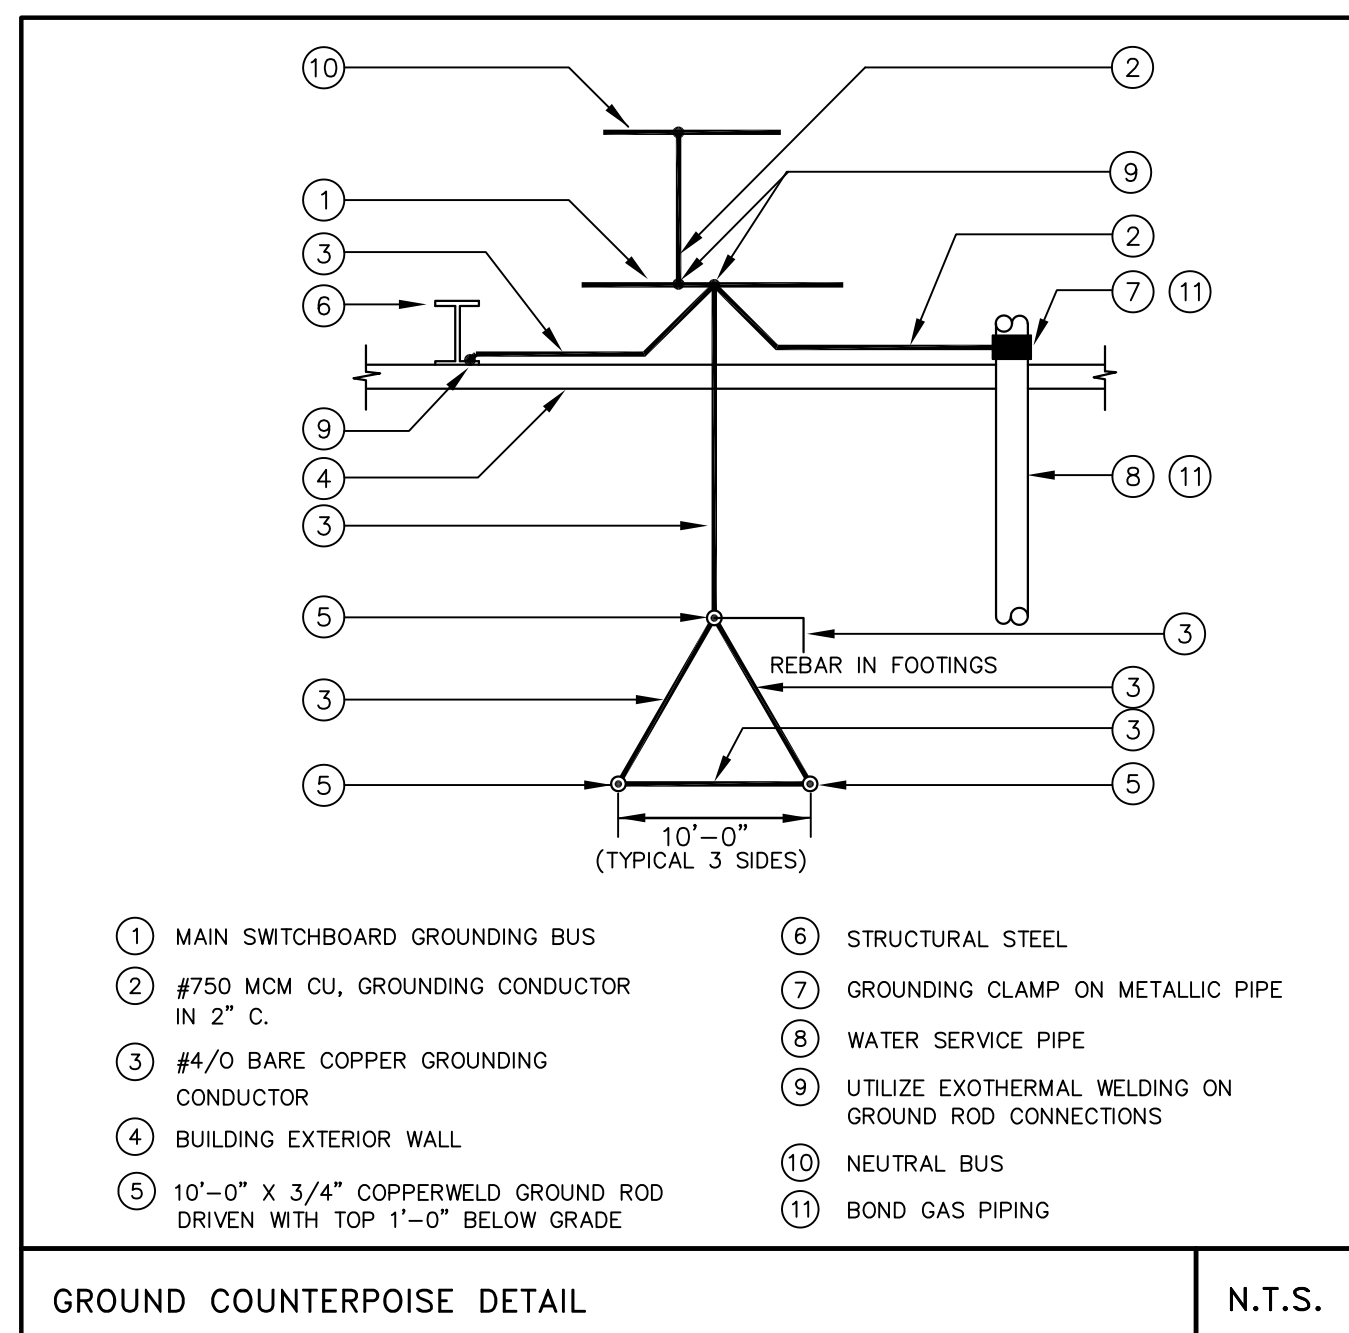 10
2
9
1
3
2
6
7 11
9
4
8 11
3
5
3
REBAR IN FOOTINGS
3
3
3
5
5
10'-0"
(TYPICAL 3 SIDES)
1 MAIN SWITCHBOARD GROUNDING BUS
2 #750 MCM CU, GROUNDING CONDUCTOR
IN 2" C.
3 #4/0 BARE COPPER GROUNDING
CONDUCTOR
4 BUILDING EXTERIOR WALL
5 10'-0" X 3/4" COPPERWELD GROUND ROD
DRIVEN WITH TOP 1'-0" BELOW GRADE
6 STRUCTURAL STEEL
7 GROUNDING CLAMP ON METALLIC PIPE
8 WATER SERVICE PIPE
9 UTILIZE EXOTHERMAL WELDING ON
GROUND ROD CONNECTIONS
10 NEUTRAL BUS
11 BOND GAS PIPING
GROUND COUNTERPOISE DETAIL
N.T.S.